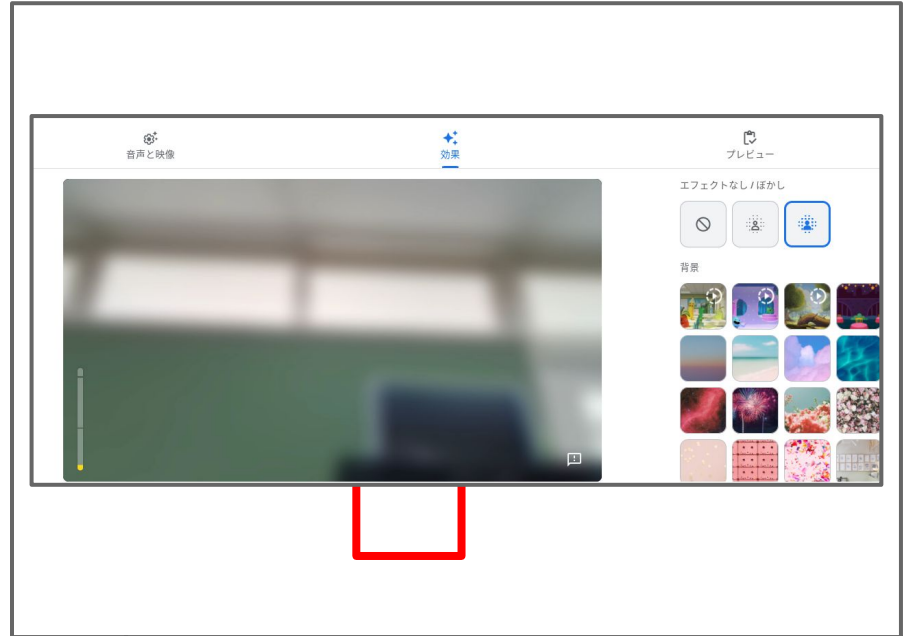 音声と映像
効果
プレビュー
エフェクトなし / ぼかし
背景